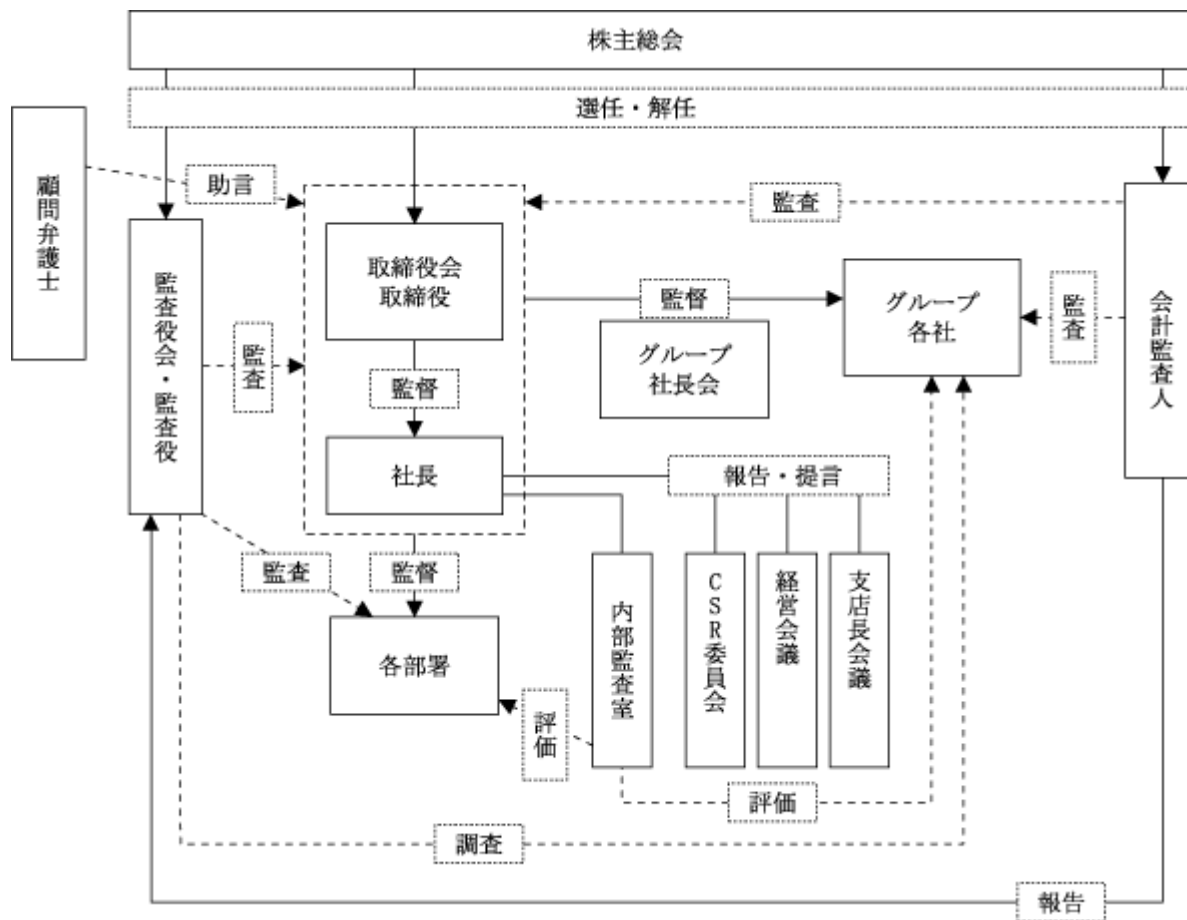 株主総会
選任・解任
顧問弁護士
助言
監査
取締役会
取締役
監督
グループ
社長会
グループ
各社
監査
会計監査人
監査役会・監査役
監査
監督
社長
報告・提言
監査
監督
各部署
内部監査室
CSR委員会
経営会議
支店長会議
評価
評価
調査
報告